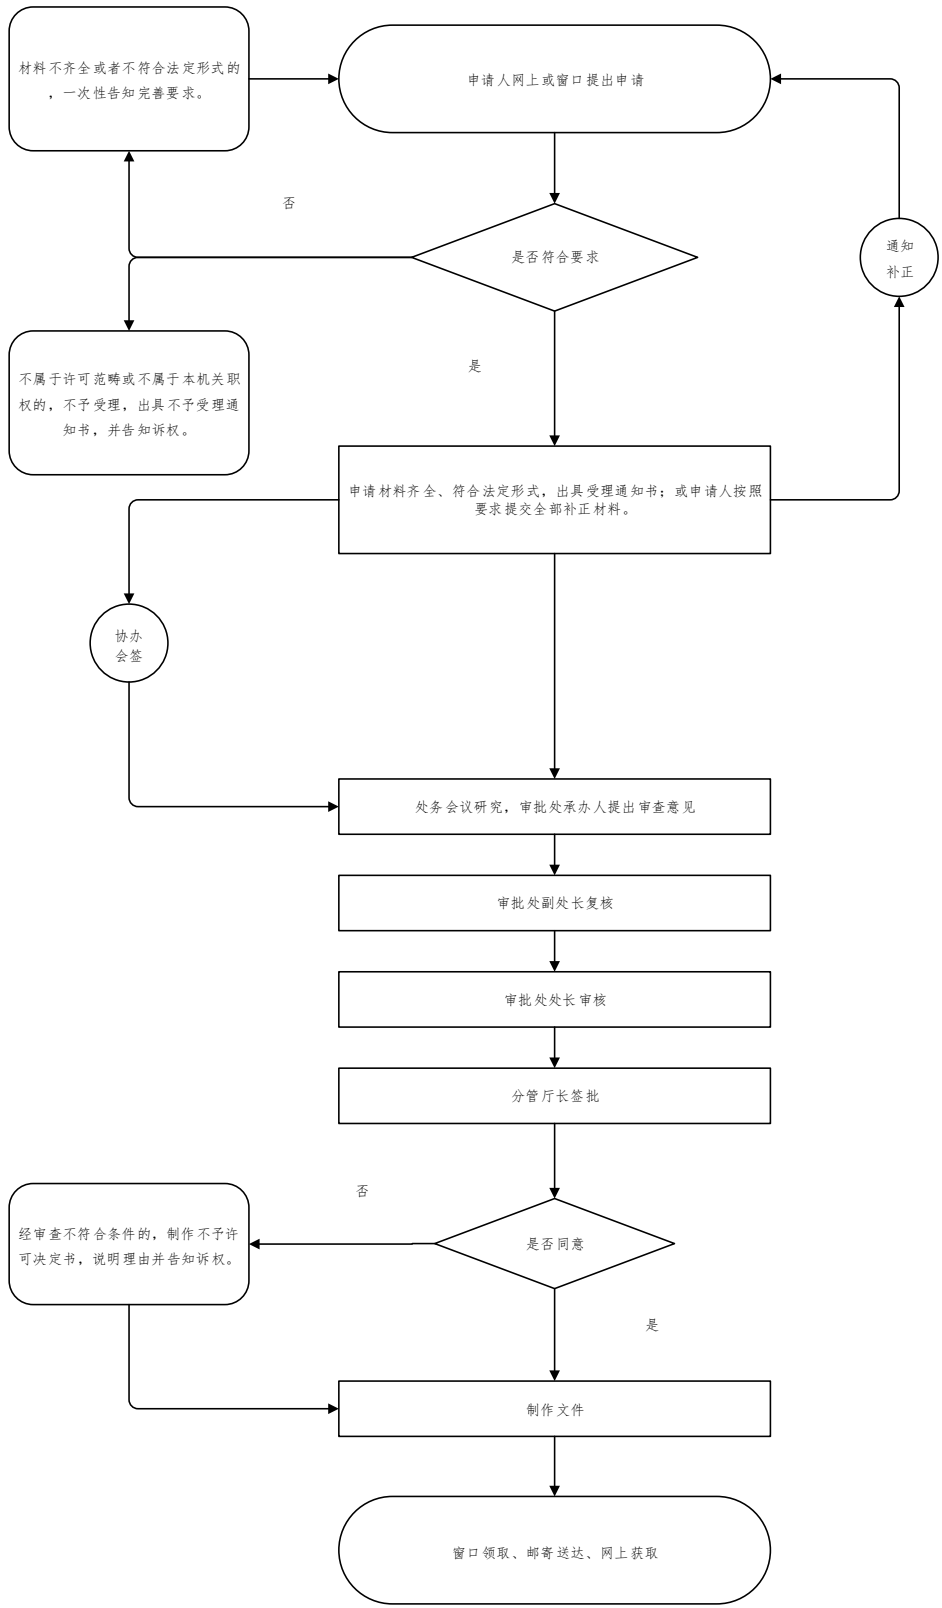 材料不齐全或者不符合法定形式的
，一次性告知完善要求。
申请人网上或窗口提出申请
否
是否符合要求
通知
补正
是
不属于许可范畴或不属于本机关职
权的，不予受理，出具不予受理通
知书，并告知诉权。
申请材料齐全、符合法定形式，出具受理通知书；或申请人按照
要求提交全部补正材料。
协办
会签
处务会议研究，审批处承办人提出审查意见
审批处副处长复核
审批处处长审核
分管厅长签批
否
经审查不符合条件的，制作不予许
可决定书，说明理由并告知诉权。
是否同意
是
制作文件
窗口领取、邮寄送达、网上获取